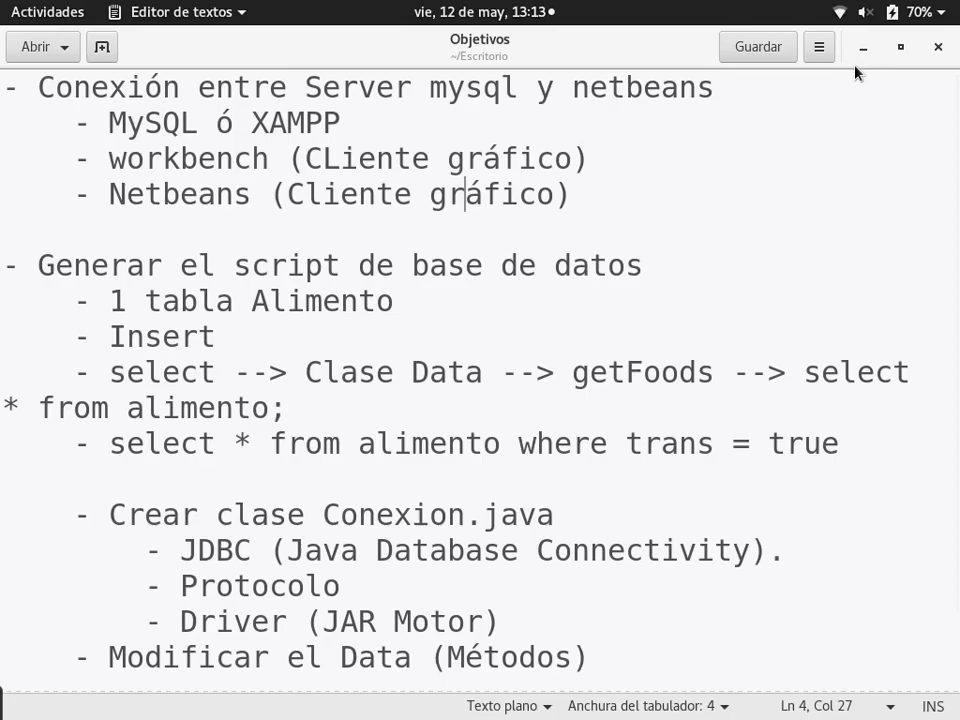 Actividades Editor de textos vie, 12 de may, 13:13 70%
Abrir Objetivos Guardar
~/Escritorio
- Conexión entre Server mysql y netbeans
- MySQL ó XAMPP
- workbench (CLiente gráfico)
- Netbeans (Cliente gráfico)
- Generar el script de base de datos
- 1 tabla Alimento
- Insert
- select --> Clase Data --> getFoods --> select
* from alimento;
- select * from alimento where trans = true
- Crear clase Conexion.java
- JDBC (Java Database Connectivity).
- Protocolo
- Driver (JAR Motor)
- Modificar el Data (Métodos)
Texto plano Anchura del tabulador: 4 Ln 4, Col 27 INS